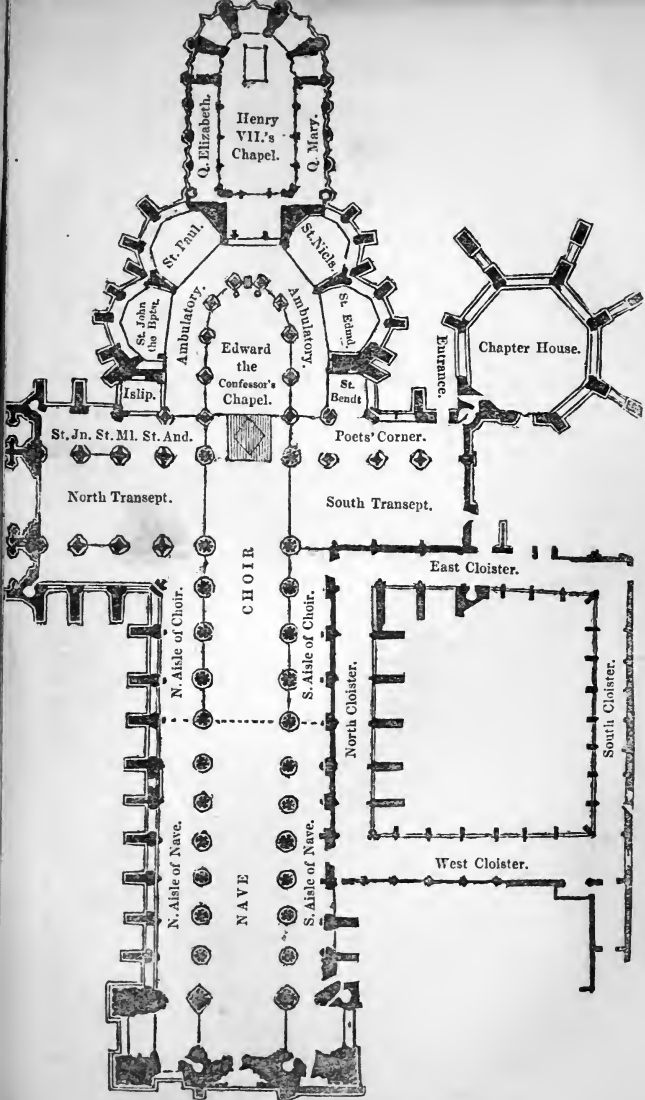 Q. Elizabeth.
Henry
VII.'s
Chapel.
Q. Mary.
St. Paul.
St. Nicls.
St. John
the Bptst.
Ambulatory.
Ambulatory.
St. Edmd.
Edward
the
Confessor's
Chapel.
Entrance.
Chapter House.
Islip.
St.
Bendt
St. Jn. St. Ml. St. And.
Poets' Corner.
North Transept.
South Transept.
CHOIR
East Cloister.
N. Aisle of Choir.
S. Aisle of Choir.
North Cloister.
South Cloister.
N. Aisle of Nave.
NAVE
S. Aisle of Nave.
West Cloister.